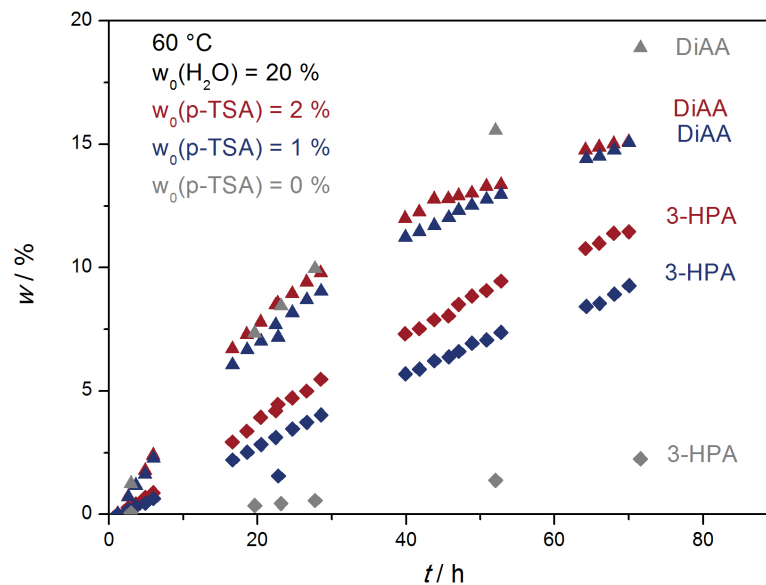 20
60 °C
w₀(H₂O) = 20 %
DiAA
w₀(p-TSA) = 2 %
DiAA
15
w₀(p-TSA) = 1 %
DiAA
w₀(p-TSA) = 0 %
3-HPA
w / %
10
3-HPA
5
3-HPA
0
0 20 40 60 80
t / h